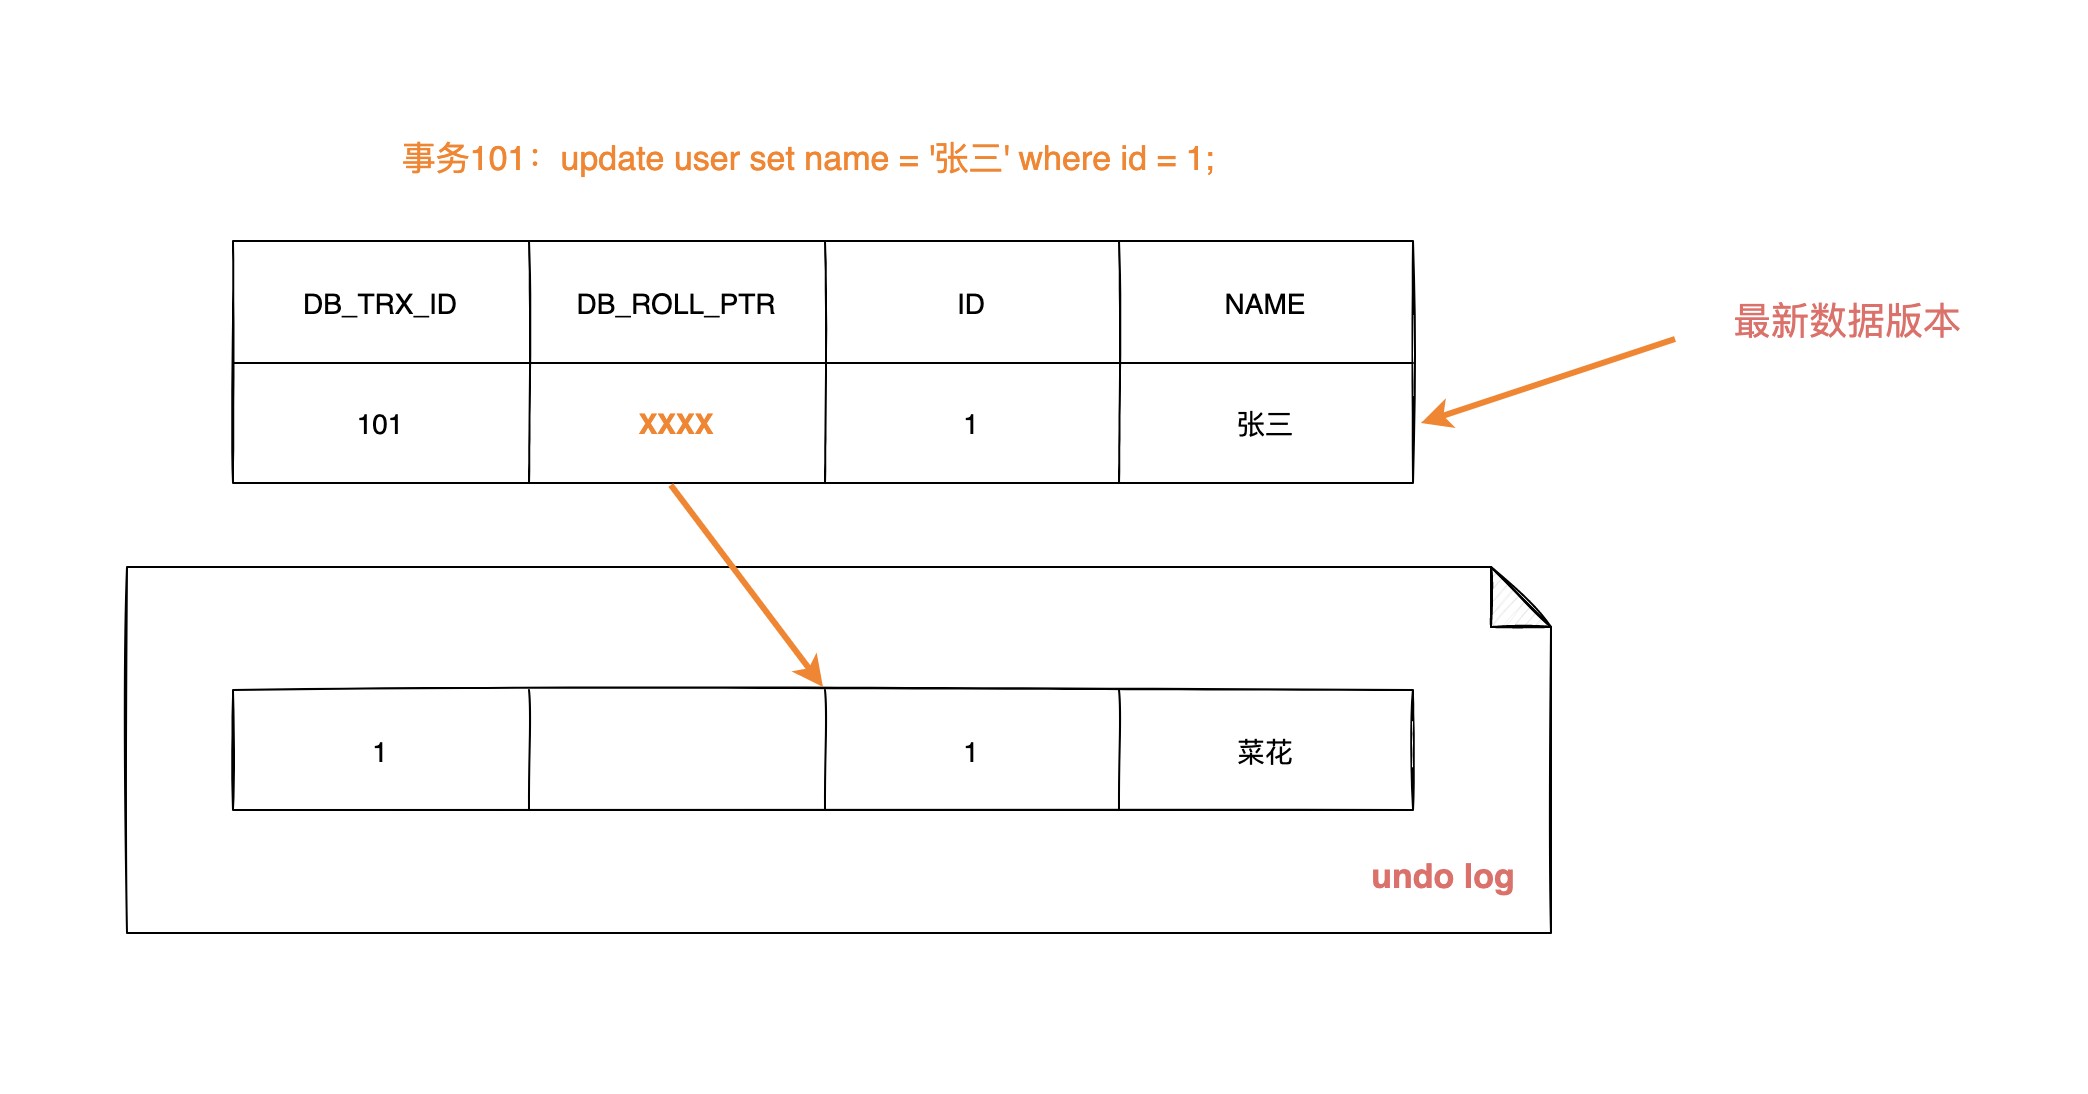 事务101：update user set name = '张三' where id = 1;
DB_TRX_ID DB_ROLL_PTR ID NAME
最新数据版本
101 XXXX 1 张三
1 1 菜花
undo log